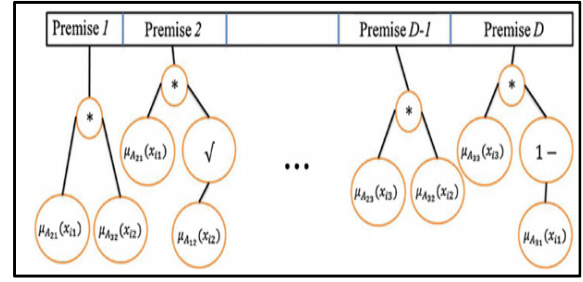 Premise 1 Premise 2 Premise D-1 Premise D
* * * *
μA21(xi1) √ ... μA33(xi3) 1 −
μA23(xi3) μA32(xi2)
μA21(xi1) μA32(xi2) μA12(xi2) μA31(xi1)